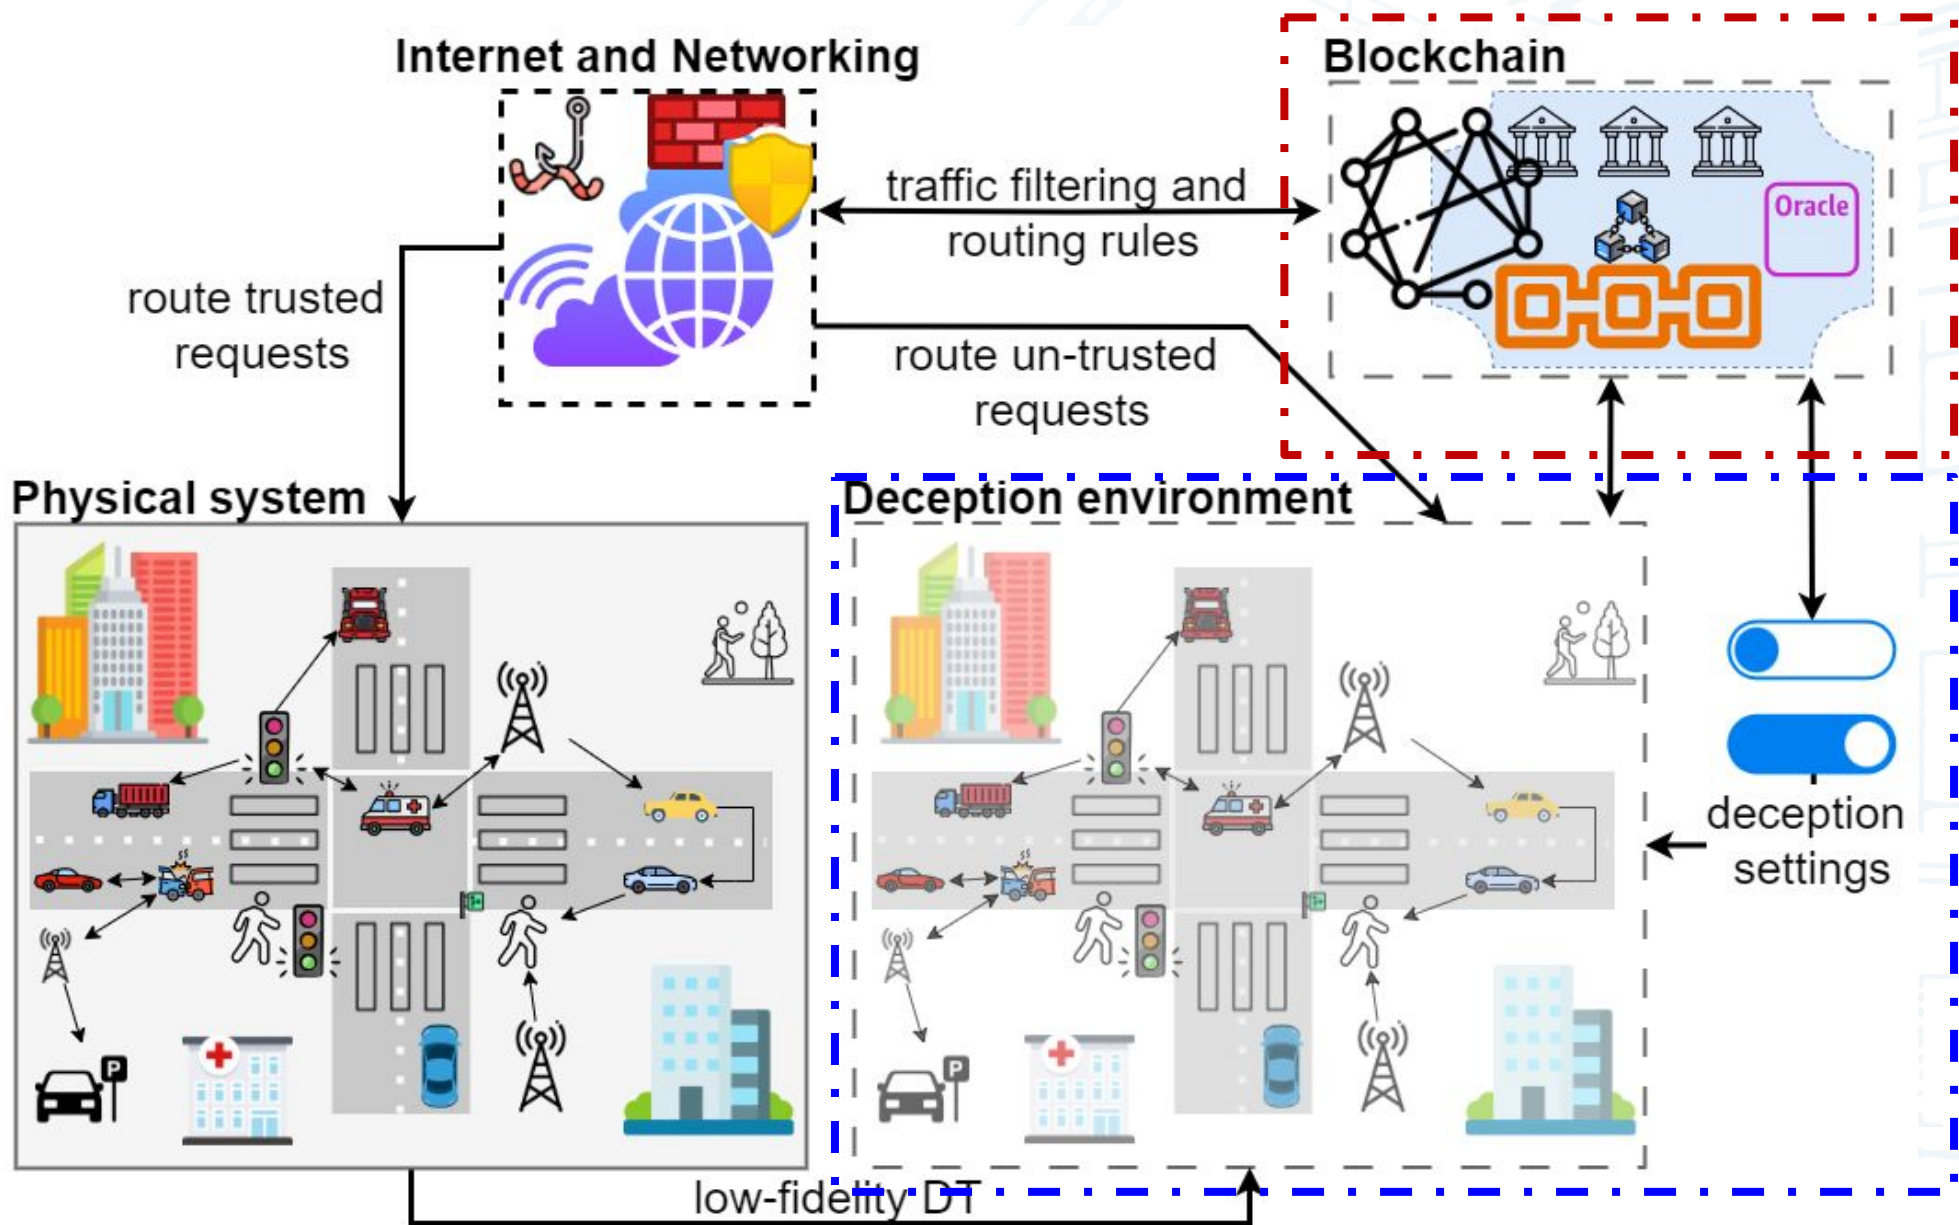 Internet and Networking
Blockchain
traffic filtering and
routing rules
Oracle
route trusted
requests
route un-trusted
requests
Physical system
Deception environment
deception
settings
P
P
low-fidelity DT